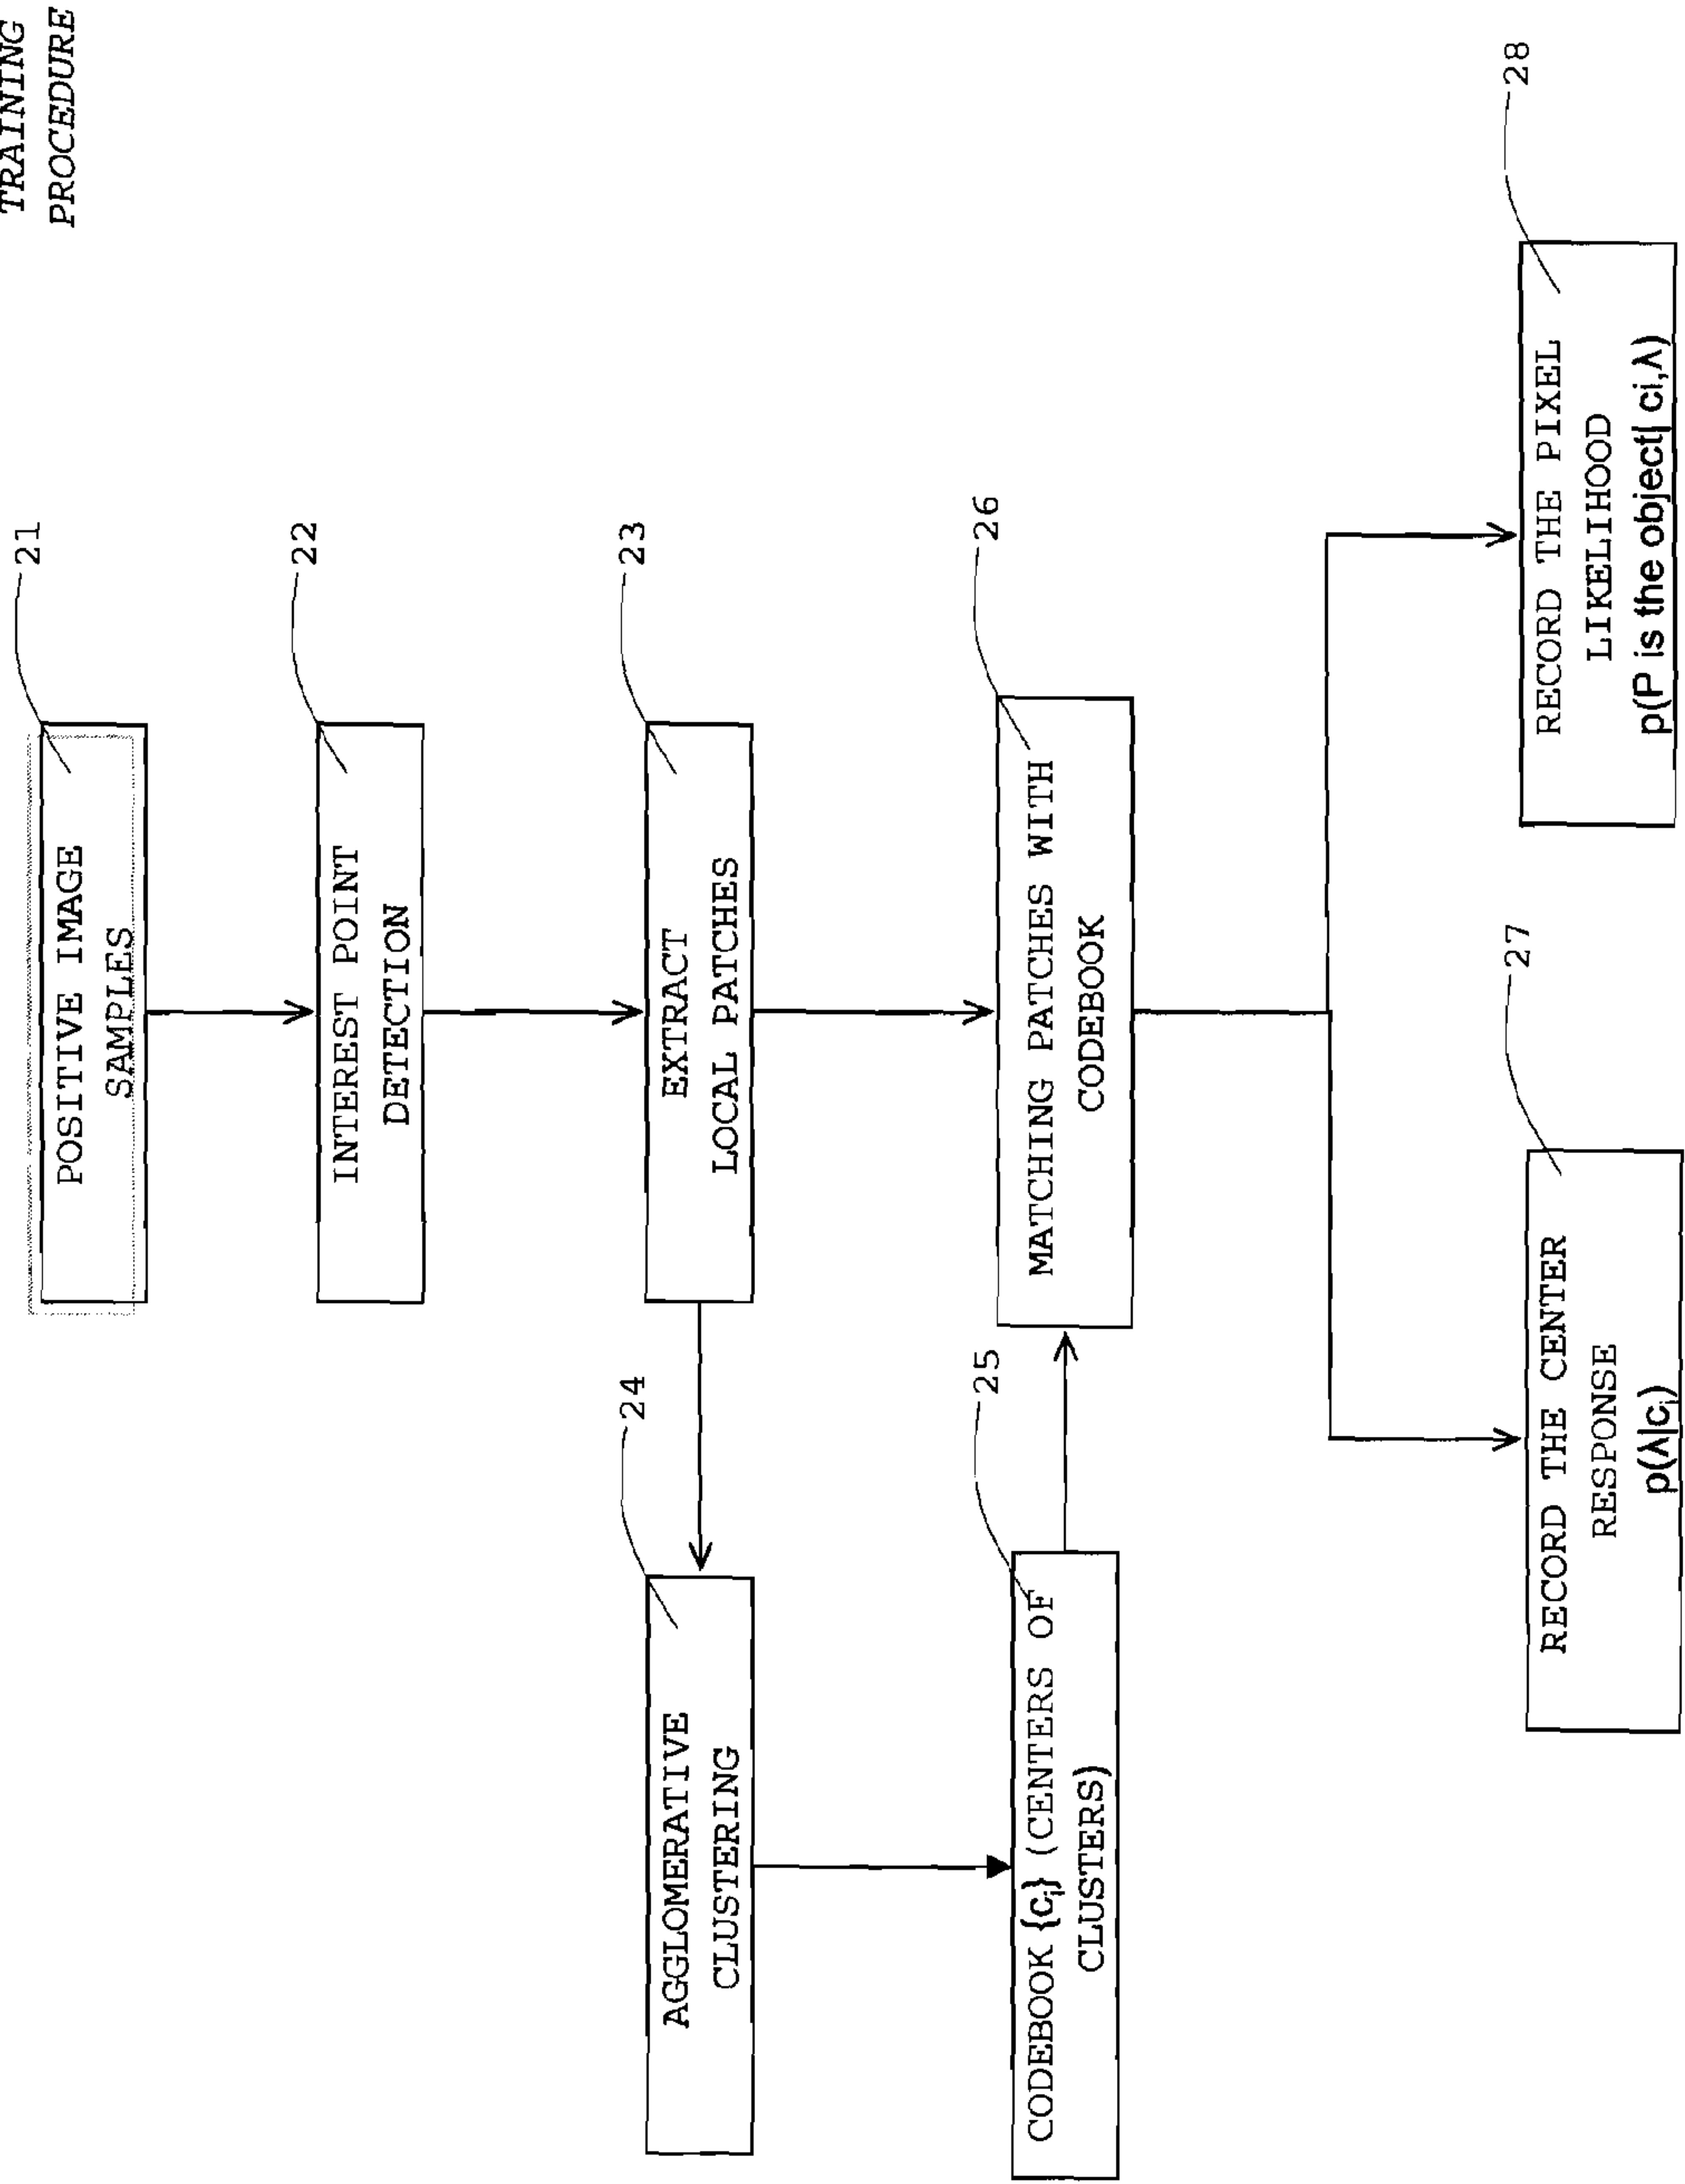 TRAINING
PROCEDURE
21
POSITIVE IMAGE
SAMPLES
22
INTEREST POINT
DETECTION
23
EXTRACT
LOCAL PATCHES
24
AGGLOMERATIVE
CLUSTERING
25
CODEBOOK {ci} (CENTERS OF
CLUSTERS)
26
MATCHING PATCHES WITH
CODEBOOK
27
RECORD THE CENTER
RESPONSE
p(λ|ci)
28
RECORD THE PIXEL
LIKELIHOOD
p(P is the object| ci,λ)